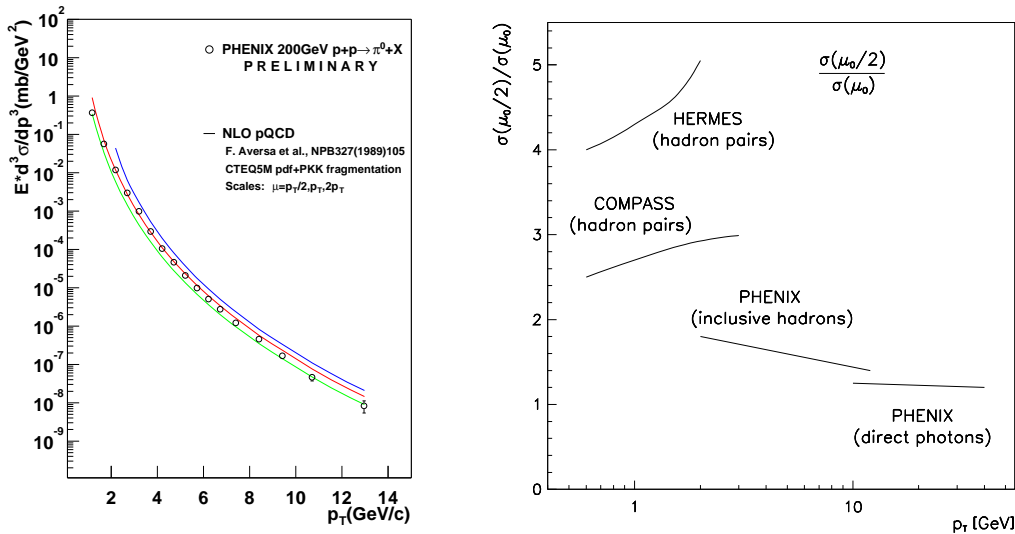 E*d³σ/dp³(mb/GeV²)
10²
10
1
10⁻¹
10⁻²
10⁻³
10⁻⁴
10⁻⁵
10⁻⁶
10⁻⁷
10⁻⁸
10⁻⁹
PHENIX 200GeV p+p→π⁰+X
PRELIMINARY
NLO pQCD
F. Aversa et al., NPB327(1989)105
CTEQ5M pdf+PKK fragmentation
Scales: μ=p_T/2,p_T,2p_T
2 4 6 8 10 12 14
p_T(GeV/c)
σ(μ₀/2)/σ(μ₀)
5
4
3
2
1
0
σ(μ₀/2)
σ(μ₀)
HERMES
(hadron pairs)
COMPASS
(hadron pairs)
PHENIX
(inclusive hadrons)
PHENIX
(direct photons)
1 10
p_T [GeV]